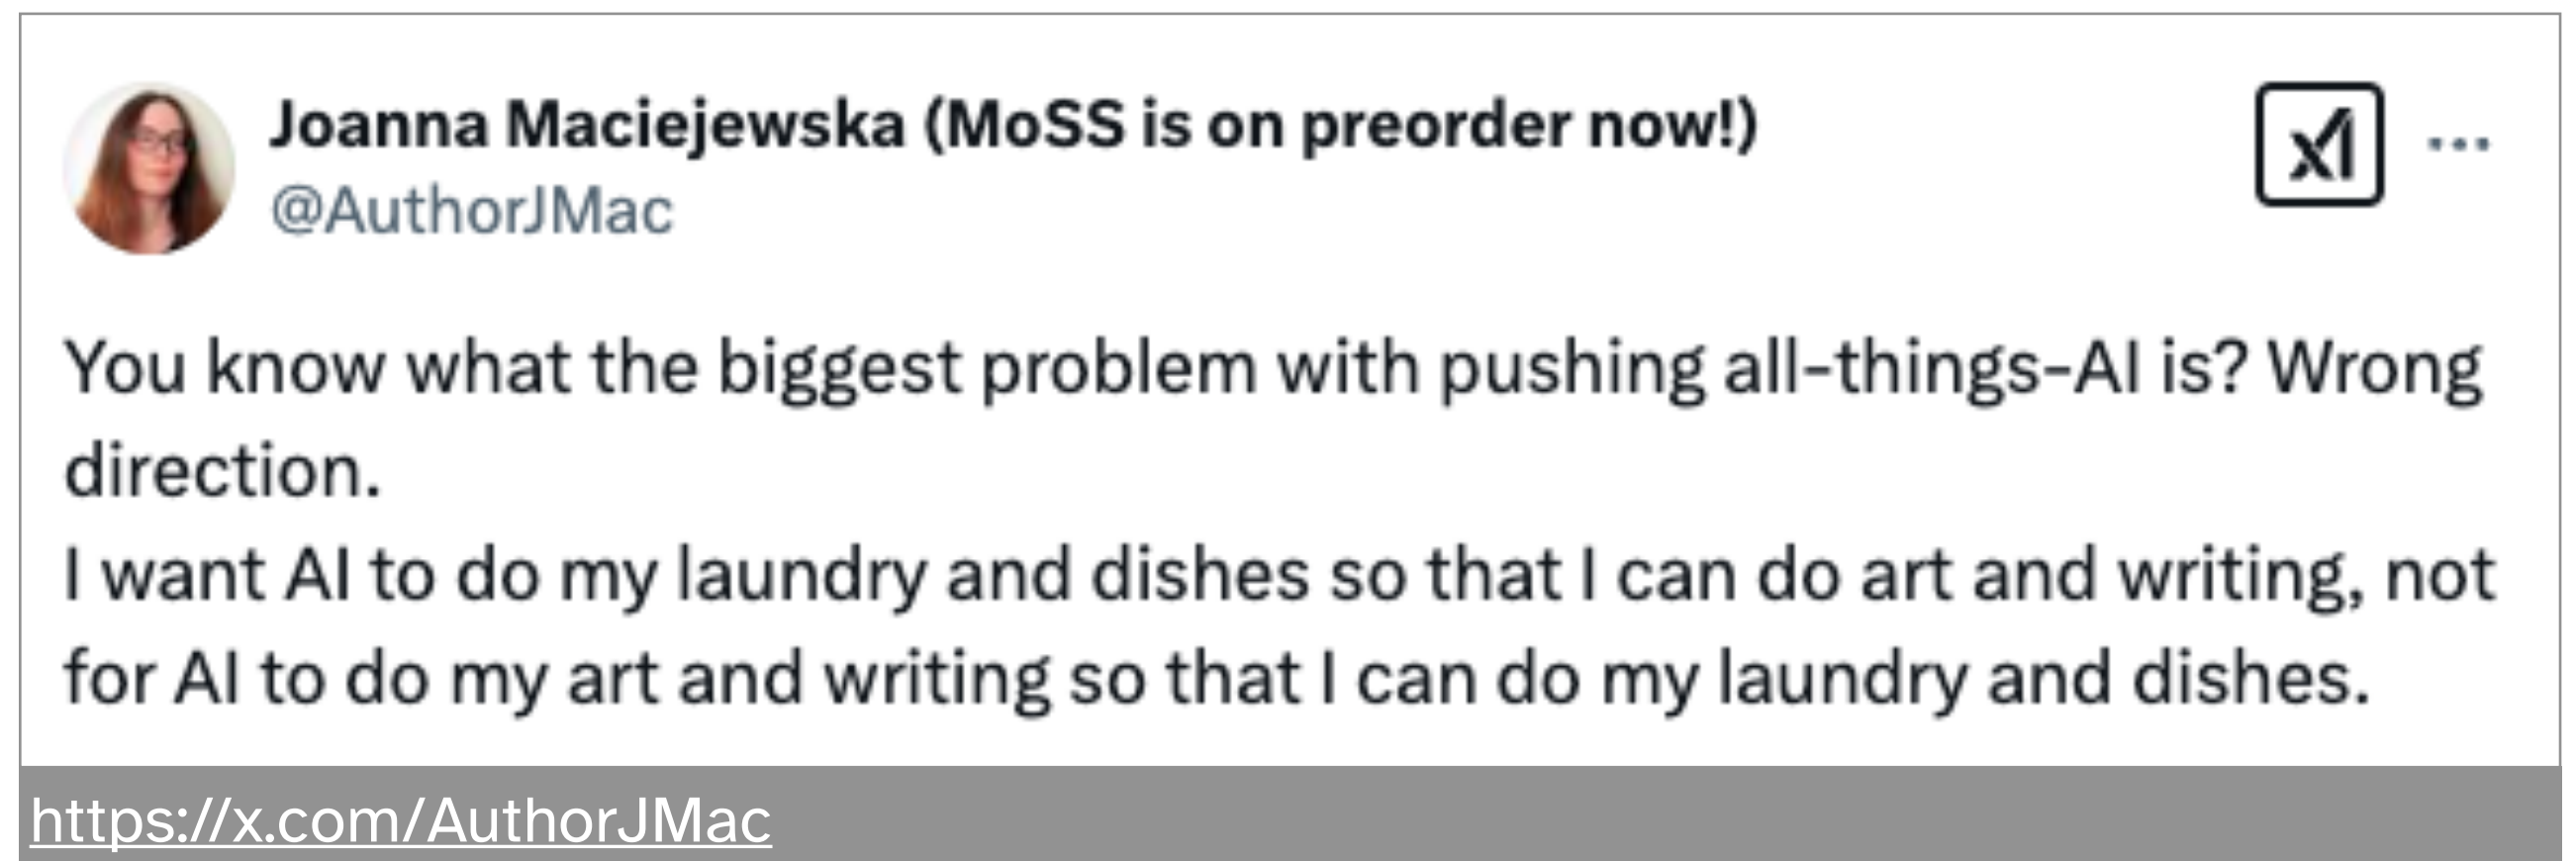 Joanna Maciejewska (MoSS is on preorder now!)
@AuthorJMac
You know what the biggest problem with pushing all-things-AI is? Wrong
direction.
I want AI to do my laundry and dishes so that I can do art and writing, not
for AI to do my art and writing so that I can do my laundry and dishes.
https://x.com/AuthorJMac